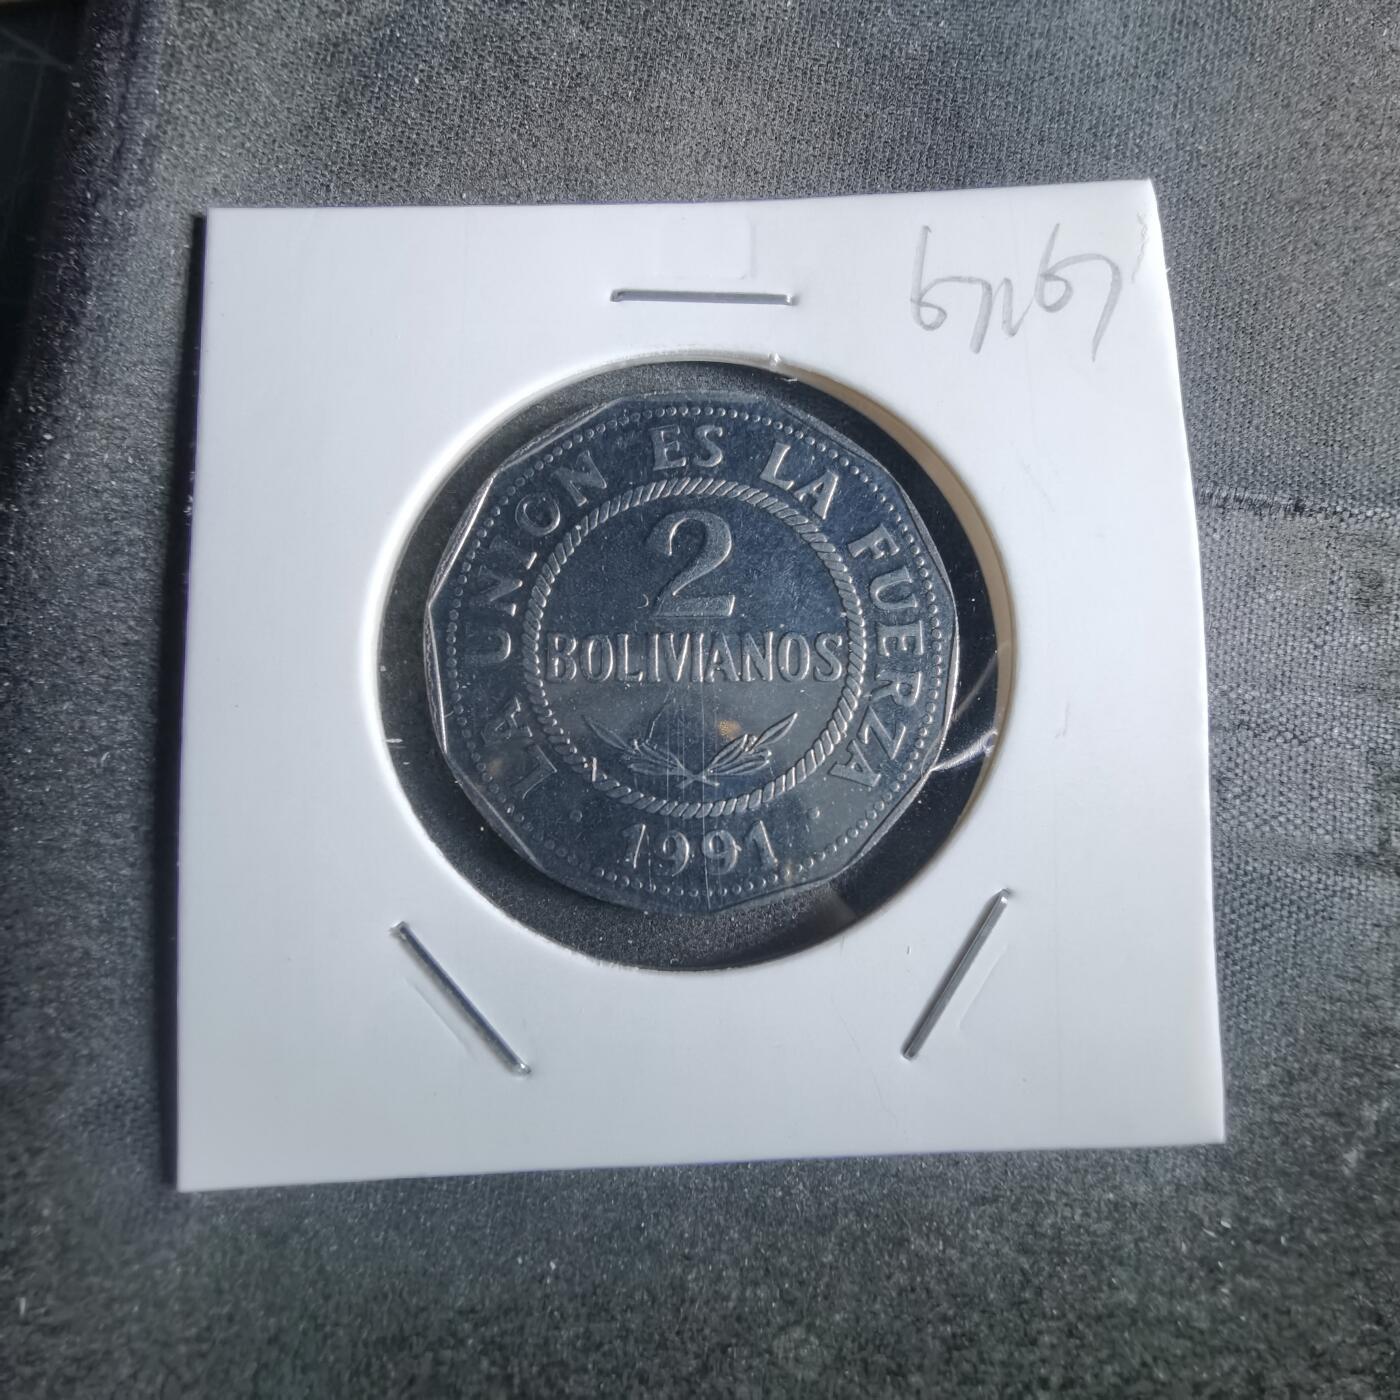 LA UNION ES LA FUERZA
2
BOLIVIANOS
1991